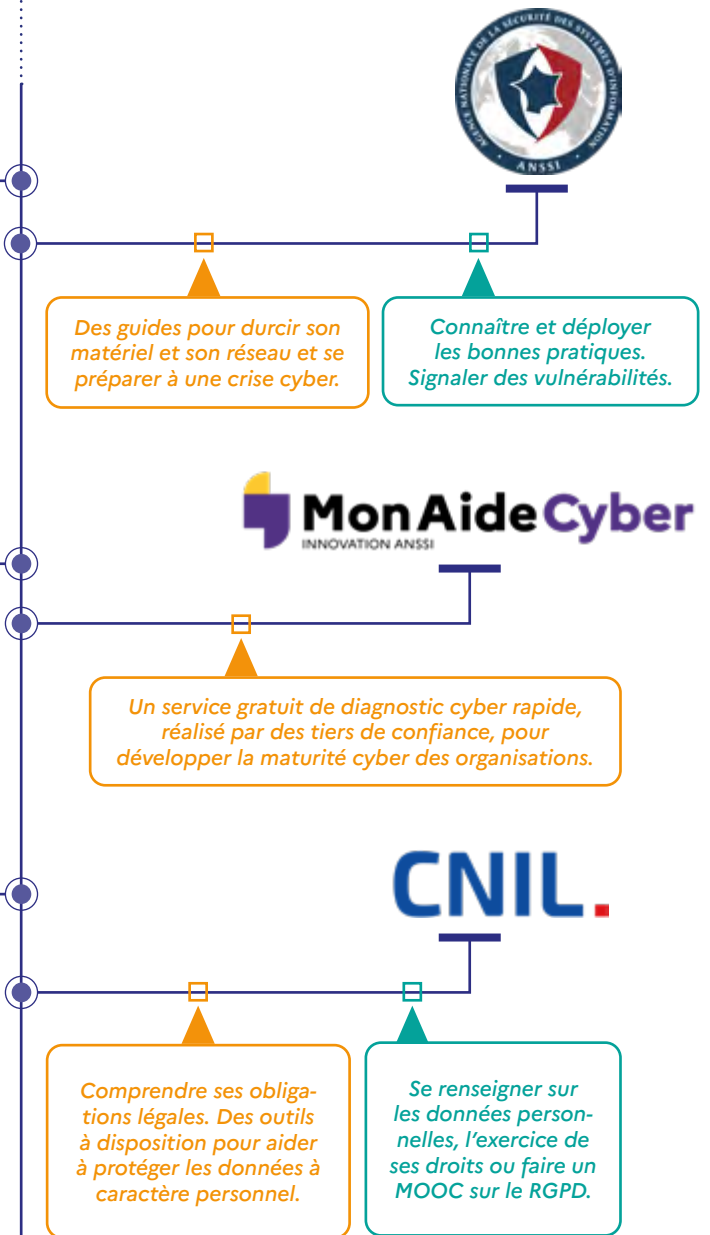 AGENCE NATIONALE DE LA SÉCURITÉ DES SYSTÈMES D'INFORMATION
ANSSI
Des guides pour durcir son
matériel et son réseau et se
préparer à une crise cyber.
Connaître et déployer
les bonnes pratiques.
Signaler des vulnérabilités.
MonAideCyber
INNOVATION ANSSI
Un service gratuit de diagnostic cyber rapide,
réalisé par des tiers de confiance, pour
développer la maturité cyber des organisations.
CNIL.
Comprendre ses obliga-
tions légales. Des outils
à disposition pour aider
à protéger les données à
caractère personnel.
Se renseigner sur
les données person-
nelles, l’exercice de
ses droits ou faire un
MOOC sur le RGPD.